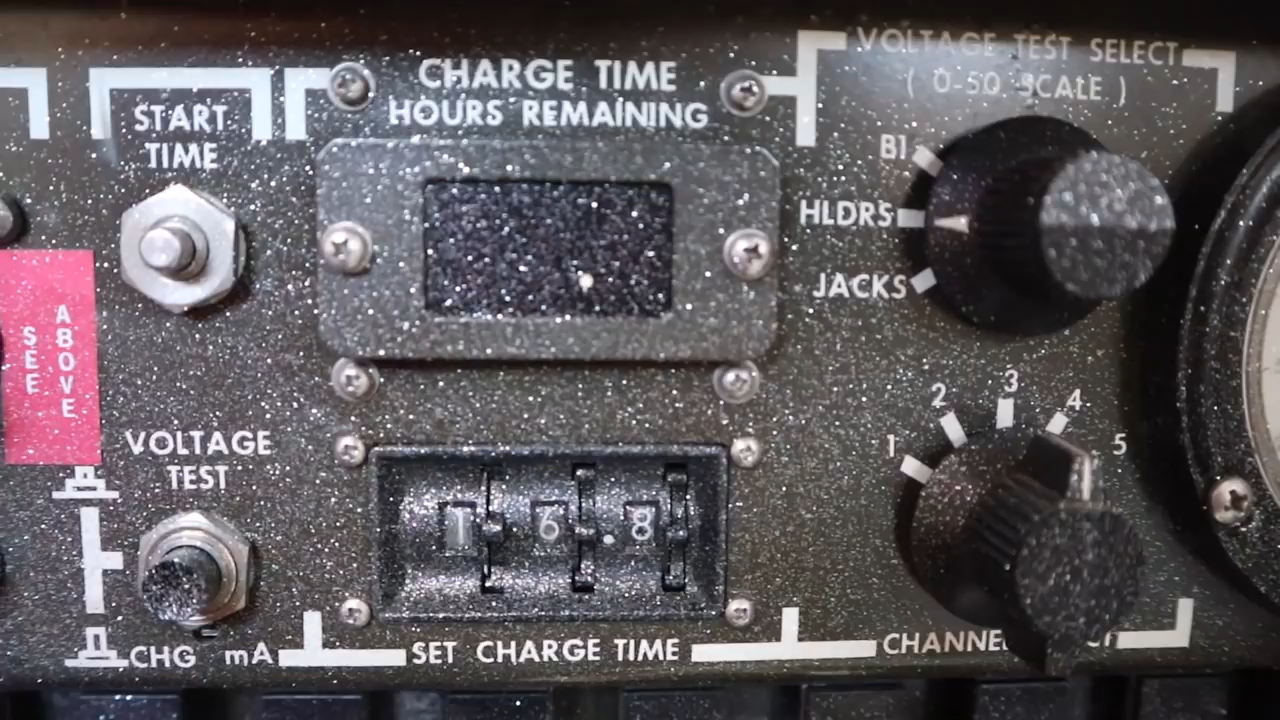 VOLTAGE TEST SELECT
( 0-50 SCALE )
CHARGE TIME
HOURS REMAINING
START
TIME
B1
HLDRS
JACKS
SEE
ABOVE
1
2
3
4
5
VOLTAGE
TEST
1 6 . 8
CHG mA
SET CHARGE TIME